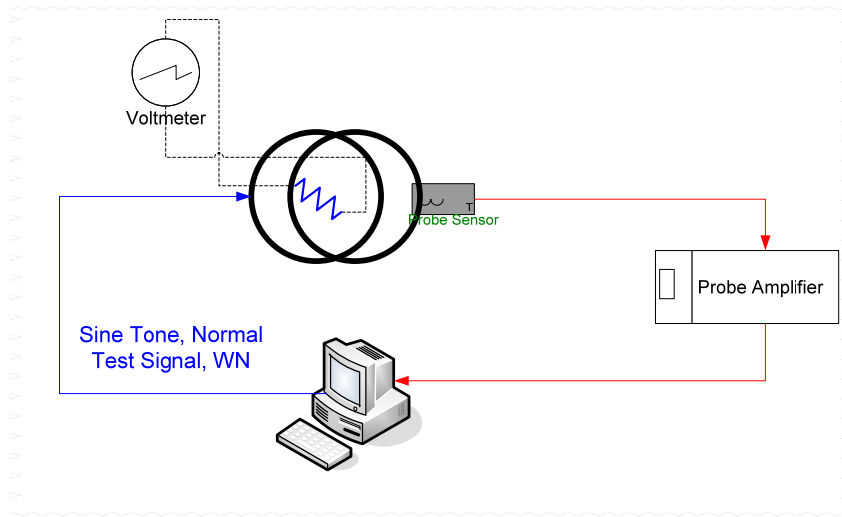 Voltmeter
T
Probe Sensor
Probe Amplifier
Sine Tone, Normal
Test Signal, WN